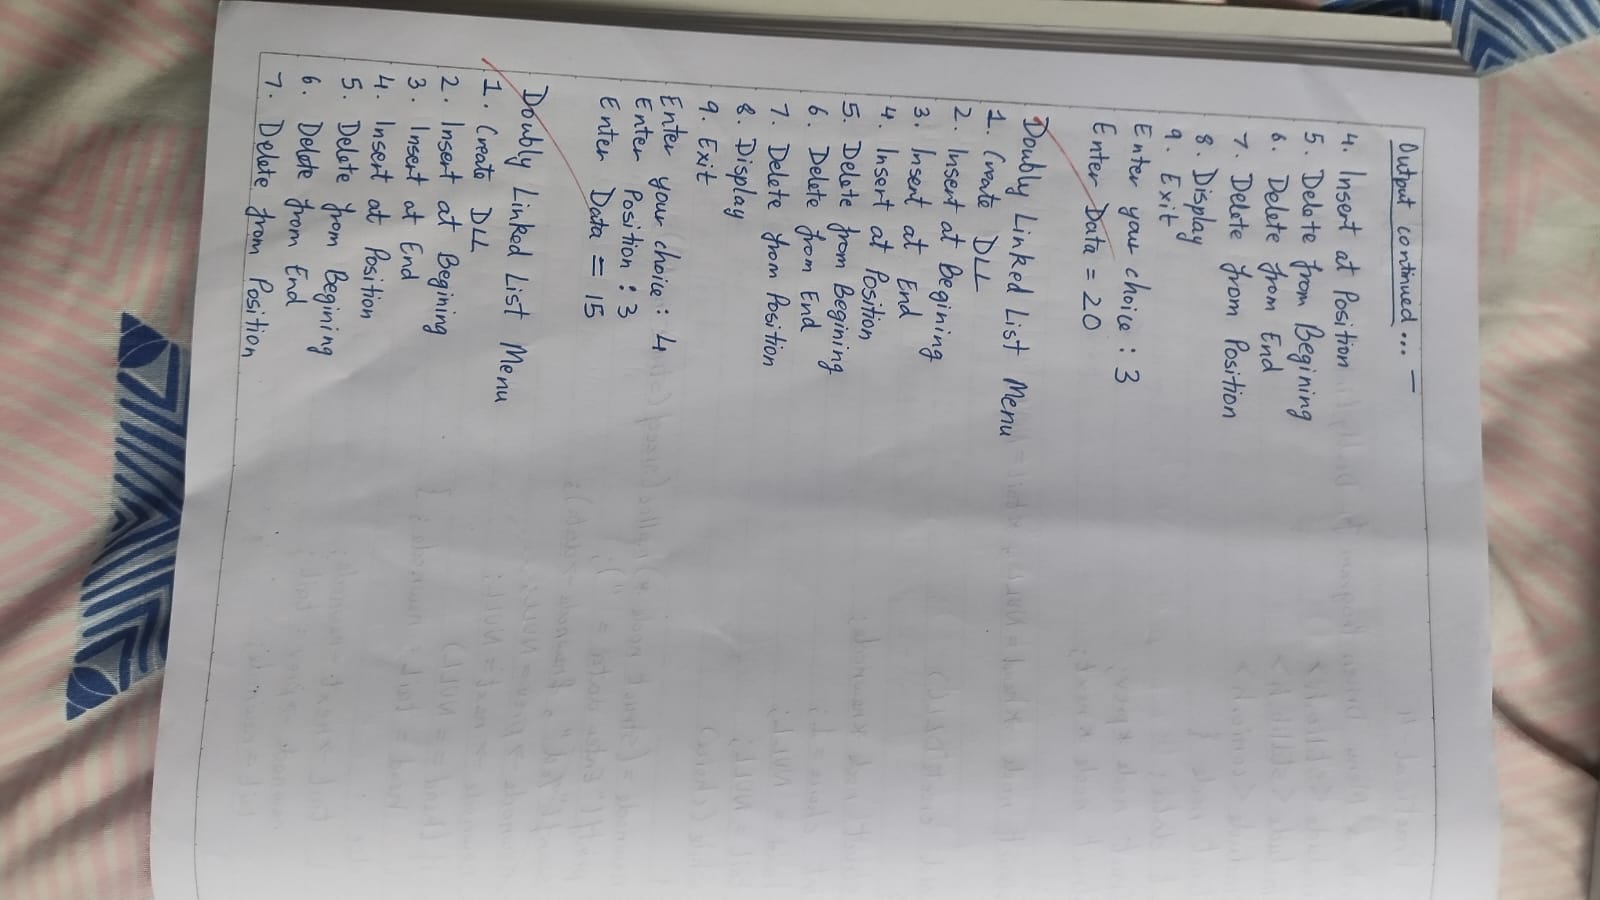 Output continued... —
4. Insert at Position
5. Delete from Begining
6. Delete from End
7. Delete from Position
8. Display
9. Exit
Enter your choice : 3
Enter Data = 20
Doubly Linked List Menu
1. Create DLL
2. Insert at Begining
3. Insert at End
4. Insert at Position
5. Delete from Begining
6. Delete from End
7. Delete from Position
8. Display
9. Exit
Enter your choice : 4
Enter Position : 3
Enter Data = 15
Doubly Linked List Menu
1. Create DLL
2. Insert at Begining
3. Insert at End
4. Insert at Position
5. Delete from Begining
6. Delete from End
7. Delete from Position